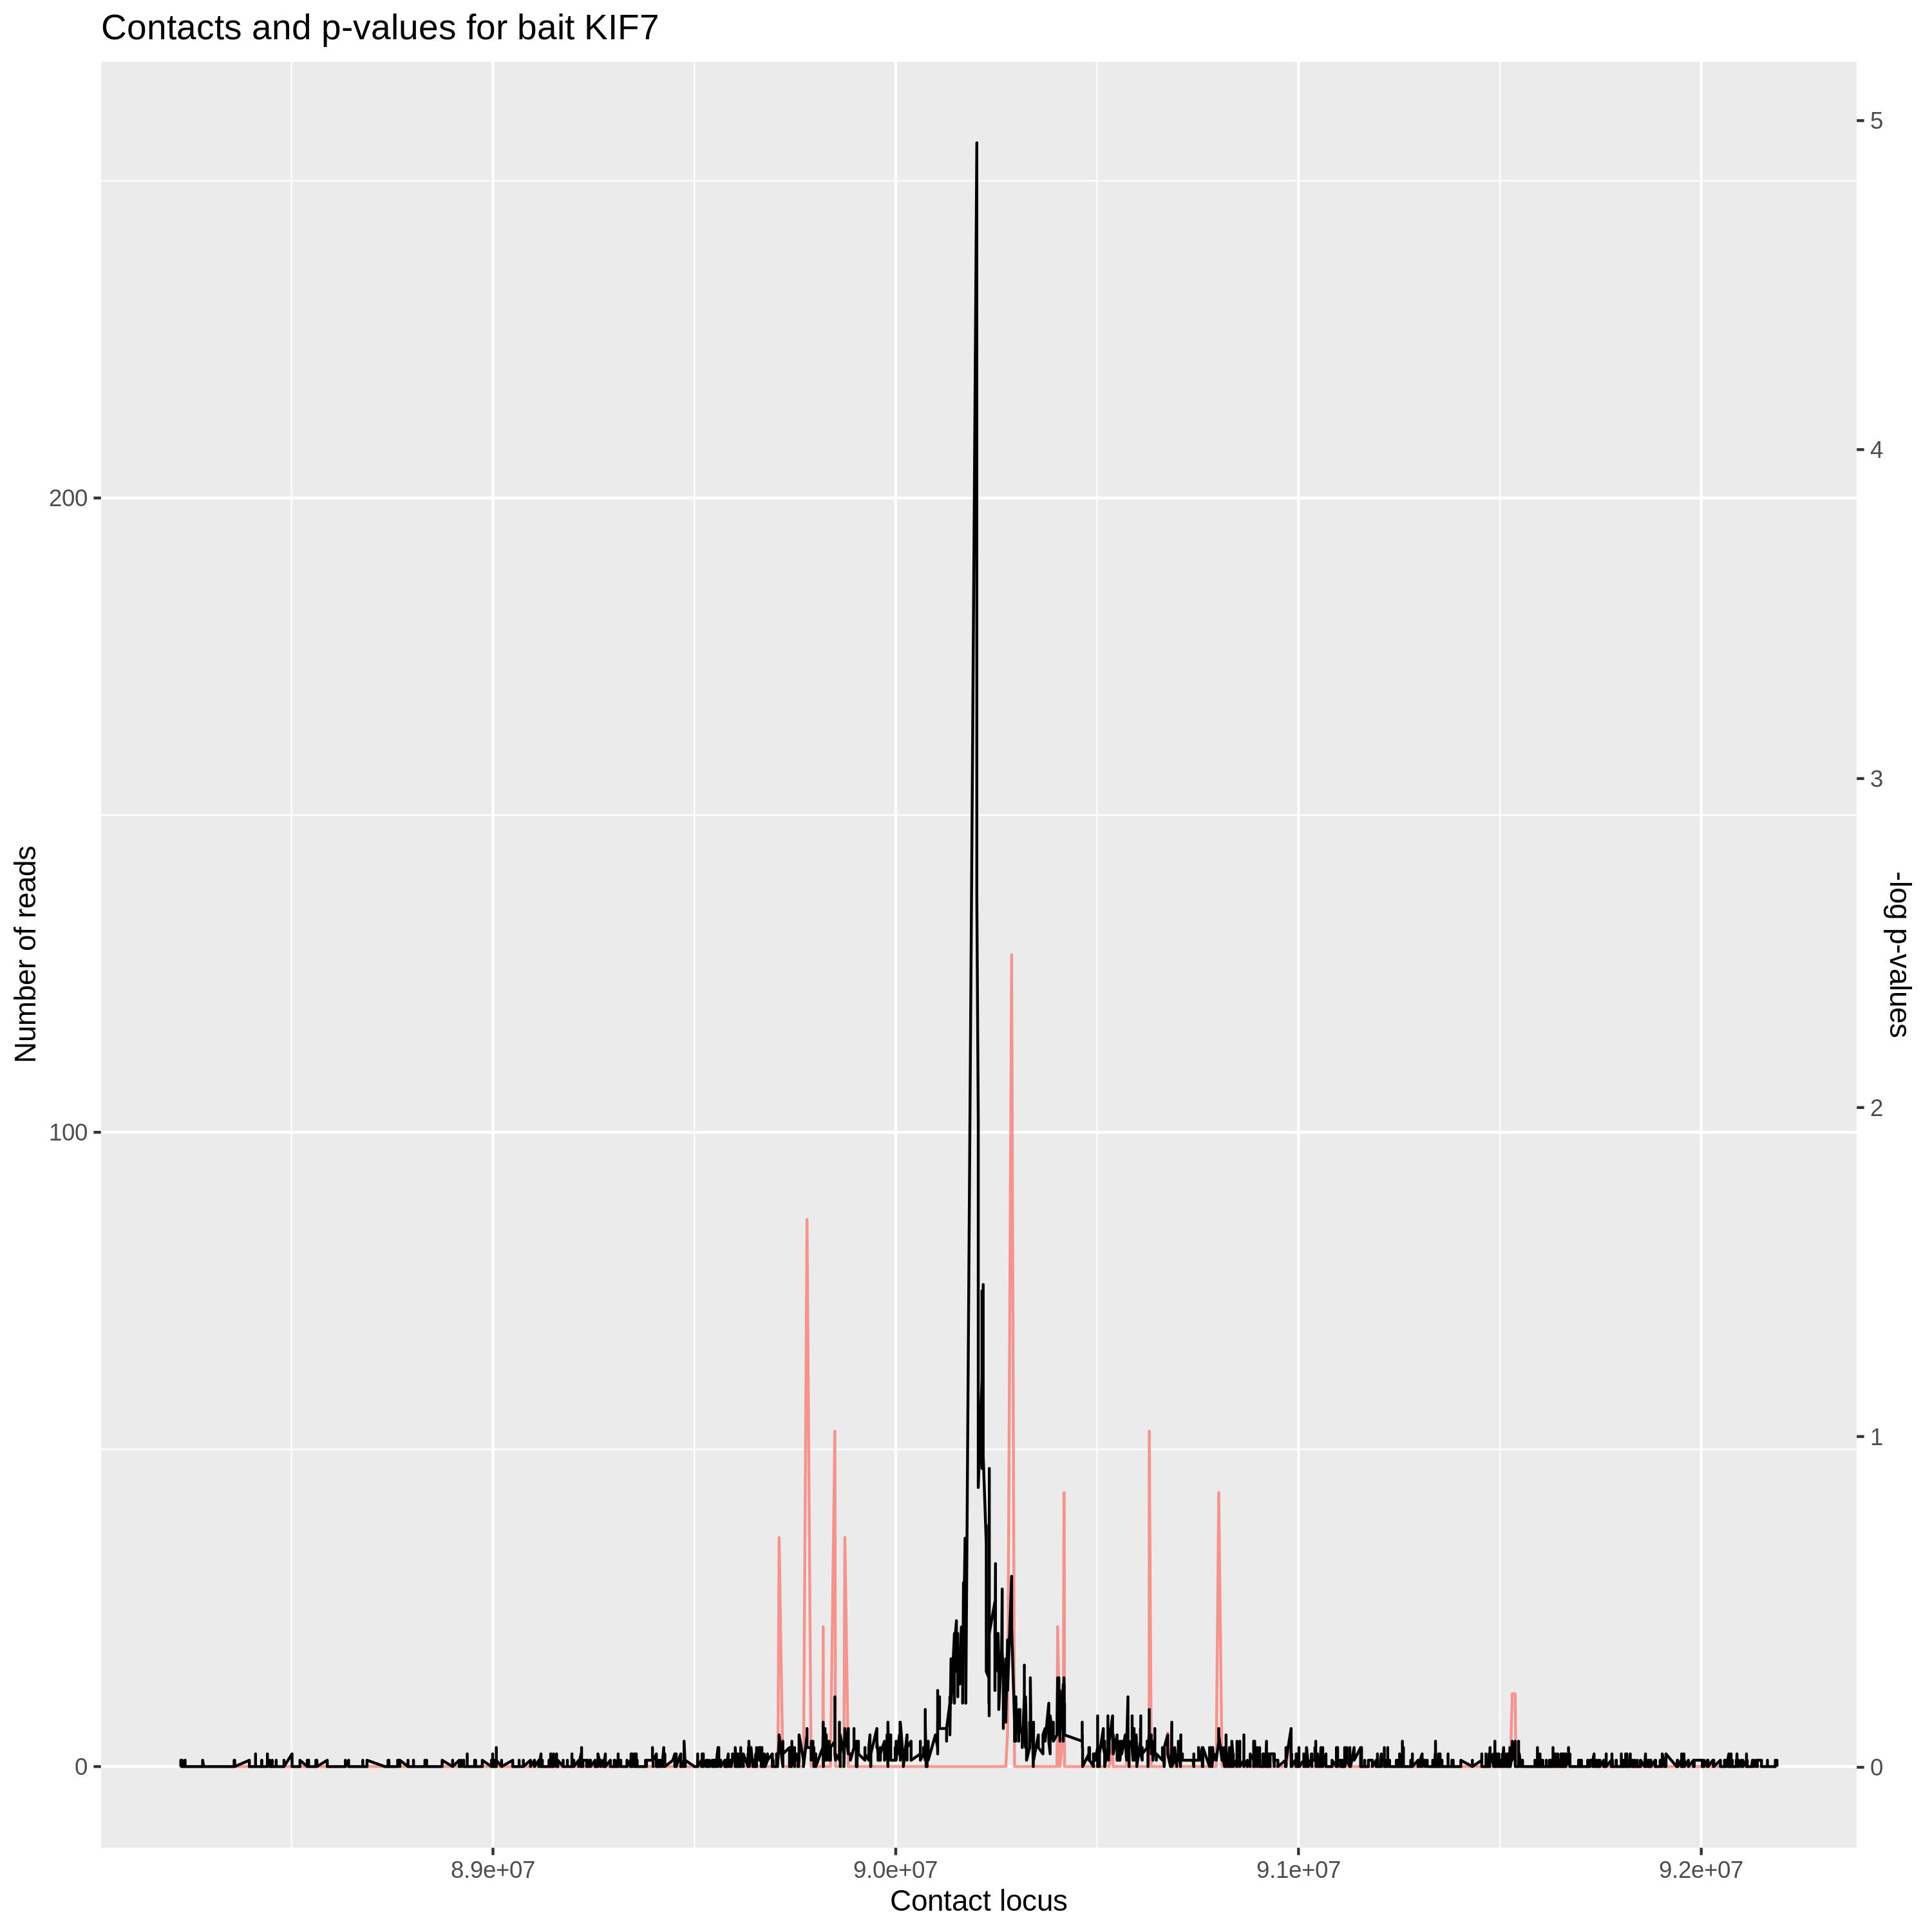 Contacts and p-values for bait KIF7
Number of reads
200
100
0
5
4
3
2
1
0
-log p-values
8.9e+07
9.0e+07
9.1e+07
9.2e+07
Contact locus